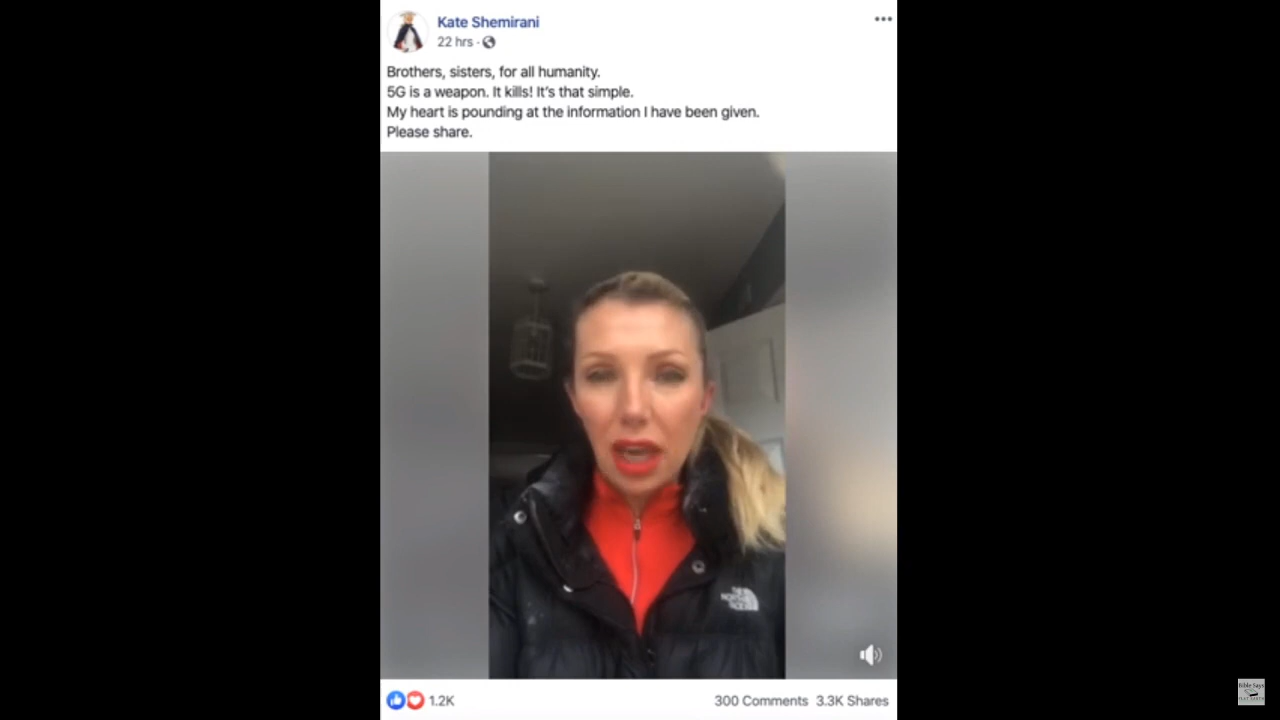 Kate Shemirani
22 hrs ·
Brothers, sisters, for all humanity.
5G is a weapon. It kills! It's that simple.
My heart is pounding at the information I have been given.
Please share.
THE
NORTH
FACE
1.2K
300 Comments 3.3K Shares
Bible Says